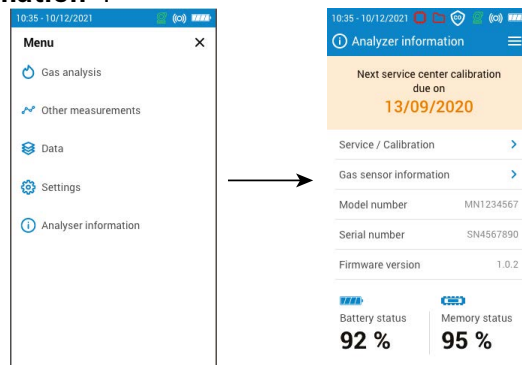 mation
10:35 - 10/12/2021
Menu
Gas analysis
Other measurements
Data
Settings
Analyser information
10:35 - 10/12/2021
CO
Analyzer information
Next service center calibration
due on
13/09/2020
Service / Calibration
Gas sensor information
Model number MN1234567
Serial number SN4567890
Firmware version 1.0.2
Battery status
92 %
Memory status
95 %